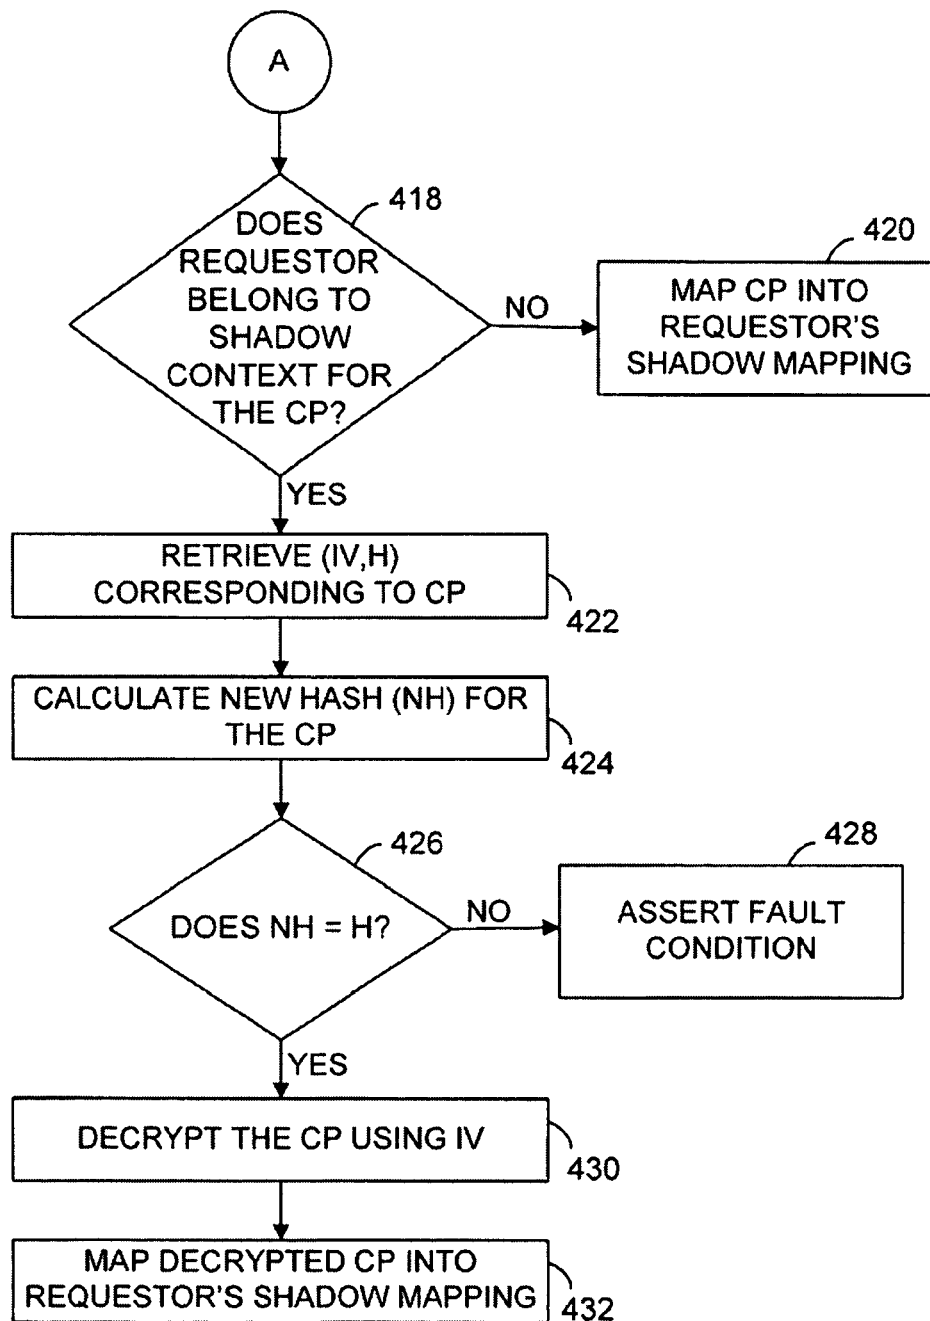 A
DOES
REQUESTOR
BELONG TO
SHADOW
CONTEXT FOR
THE CP?
418
NO
420
MAP CP INTO
REQUESTOR'S
SHADOW MAPPING
YES
RETRIEVE (IV,H)
CORRESPONDING TO CP
422
CALCULATE NEW HASH (NH) FOR
THE CP
424
426
DOES NH = H?
NO
428
ASSERT FAULT
CONDITION
YES
DECRYPT THE CP USING IV
430
MAP DECRYPTED CP INTO
REQUESTOR'S SHADOW MAPPING
432